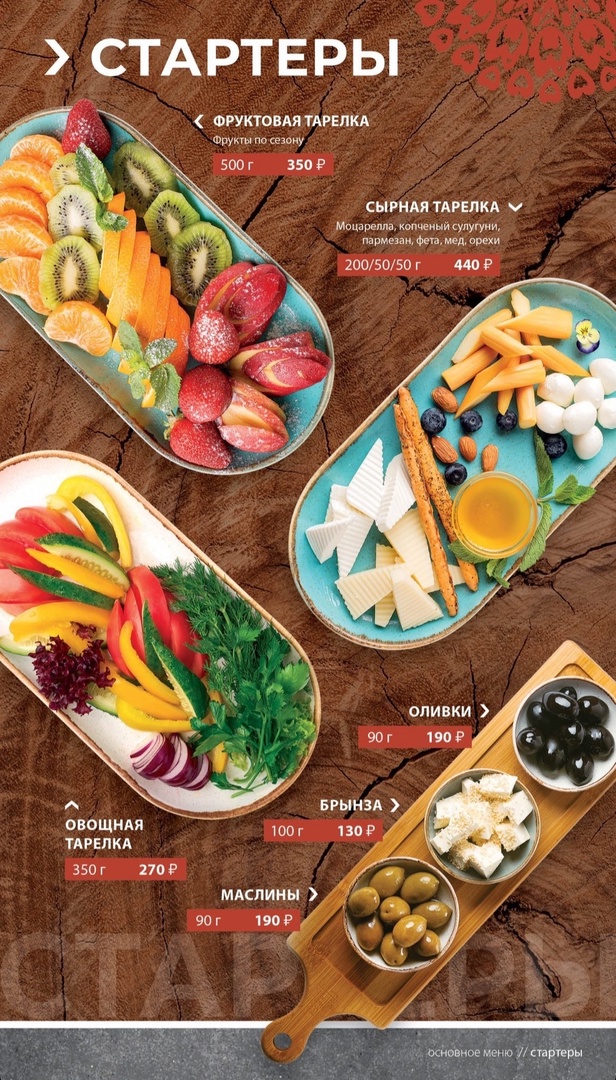 СТАРТЕРЫ
ФРУКТОВАЯ ТАРЕЛКА
Фрукты по сезону
500 г 350 ₽
СЫРНАЯ ТАРЕЛКА
Моцарелла, копченый сулугуни,
пармезан, фета, мед, орехи
200/50/50 г 440 ₽
ОЛИВКИ
90 г 190 ₽
БРЫНЗА
100 г 130 ₽
ОВОЩНАЯ
ТАРЕЛКА
350 г 270 ₽
МАСЛИНЫ
90 г 190 ₽
основное меню // стартеры